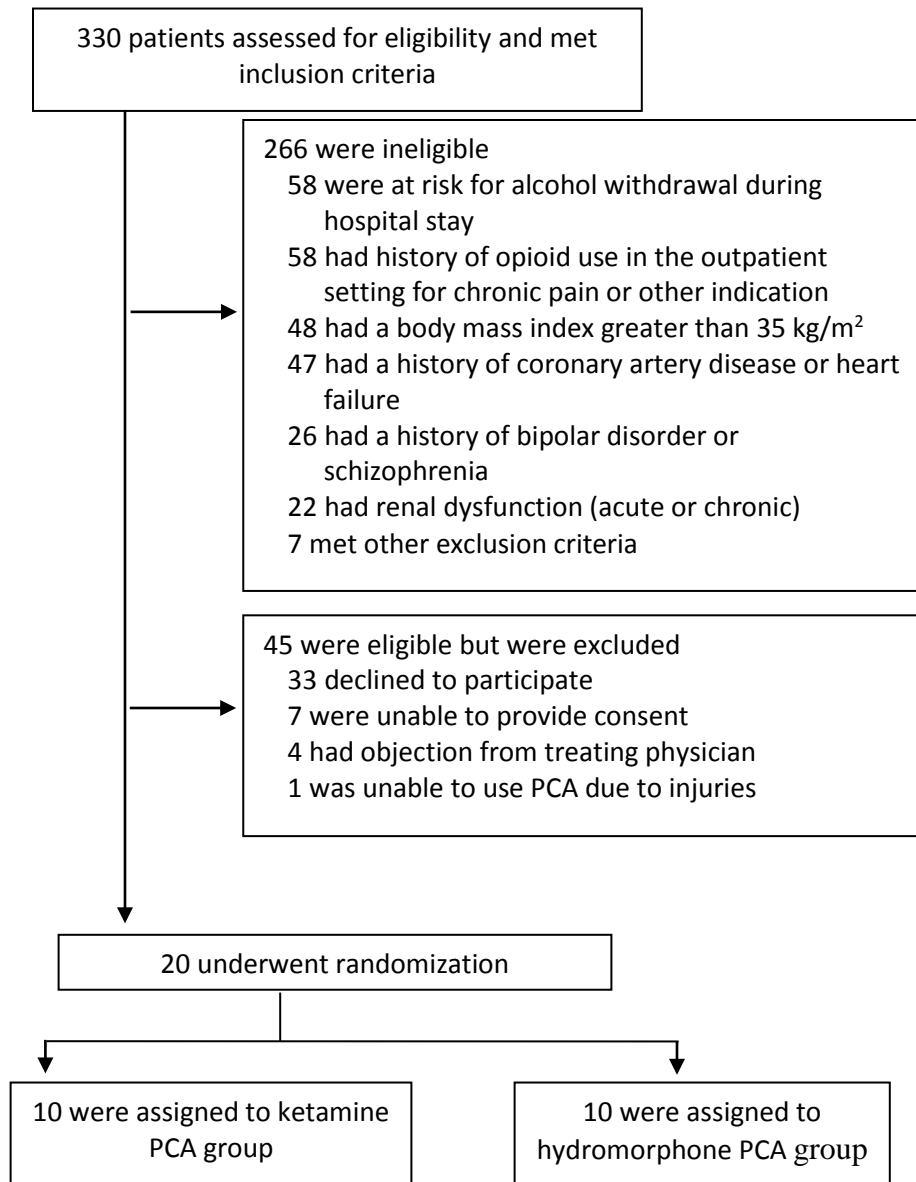 330 patients assessed for eligibility and met
inclusion criteria
266 were ineligible
58 were at risk for alcohol withdrawal during
hospital stay
58 had history of opioid use in the outpatient
setting for chronic pain or other indication
48 had a body mass index greater than 35 kg/m²
47 had a history of coronary artery disease or heart
failure
26 had a history of bipolar disorder or
schizophrenia
22 had renal dysfunction (acute or chronic)
7 met other exclusion criteria
45 were eligible but were excluded
33 declined to participate
7 were unable to provide consent
4 had objection from treating physician
1 was unable to use PCA due to injuries
20 underwent randomization
10 were assigned to ketamine
PCA group
10 were assigned to
hydromorphone PCA group